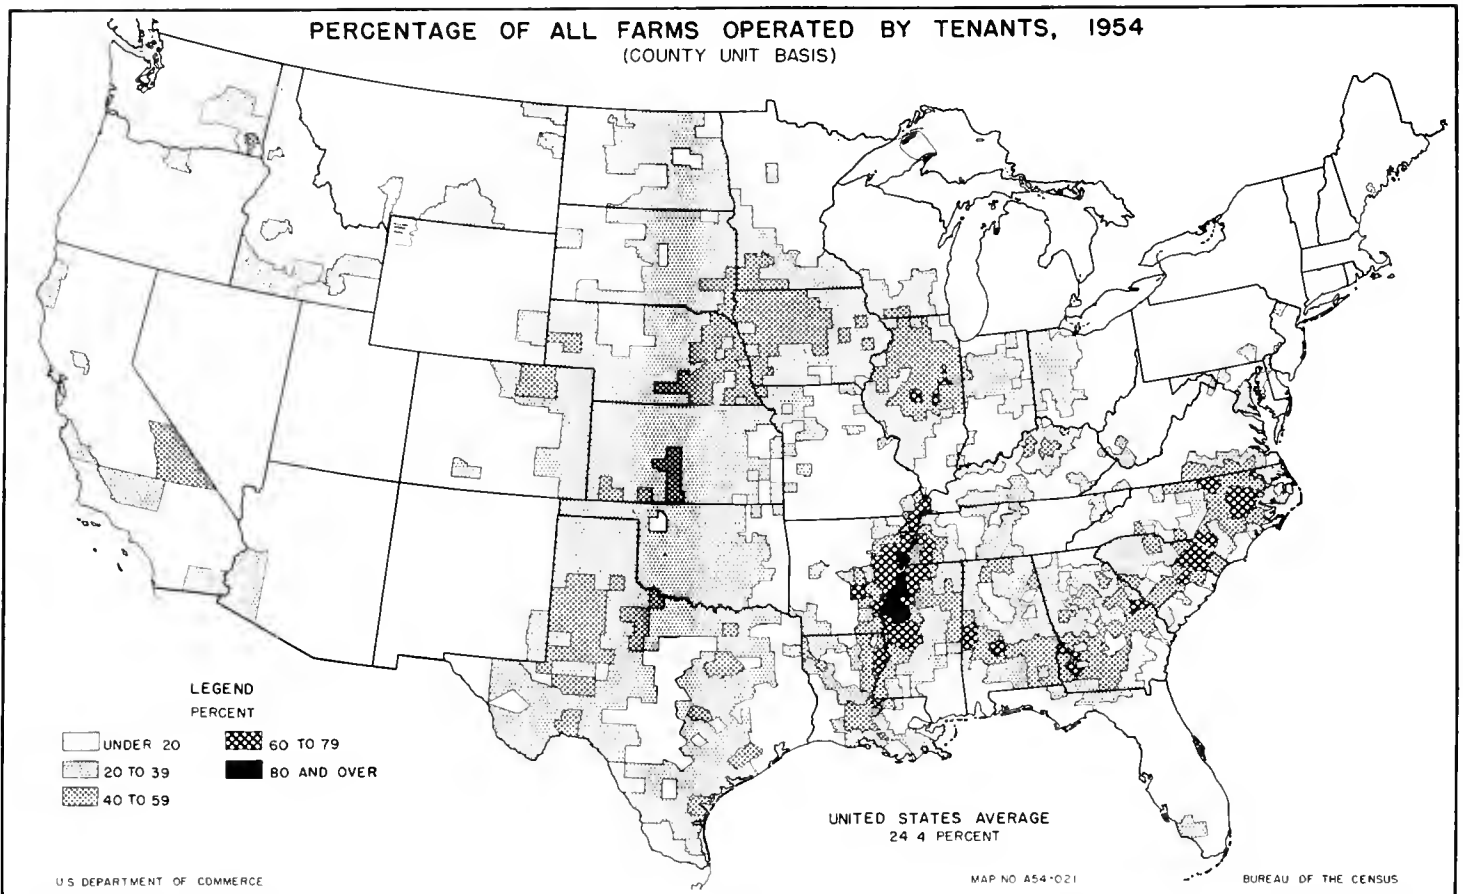 PERCENTAGE OF ALL FARMS OPERATED BY TENANTS, 1954
(COUNTY UNIT BASIS)
LEGEND
PERCENT
UNDER 20
20 TO 39
40 TO 59
60 TO 79
80 AND OVER
UNITED STATES AVERAGE
24 4 PERCENT
U S DEPARTMENT OF COMMERCE
MAP NO A54-021
BUREAU OF THE CENSUS